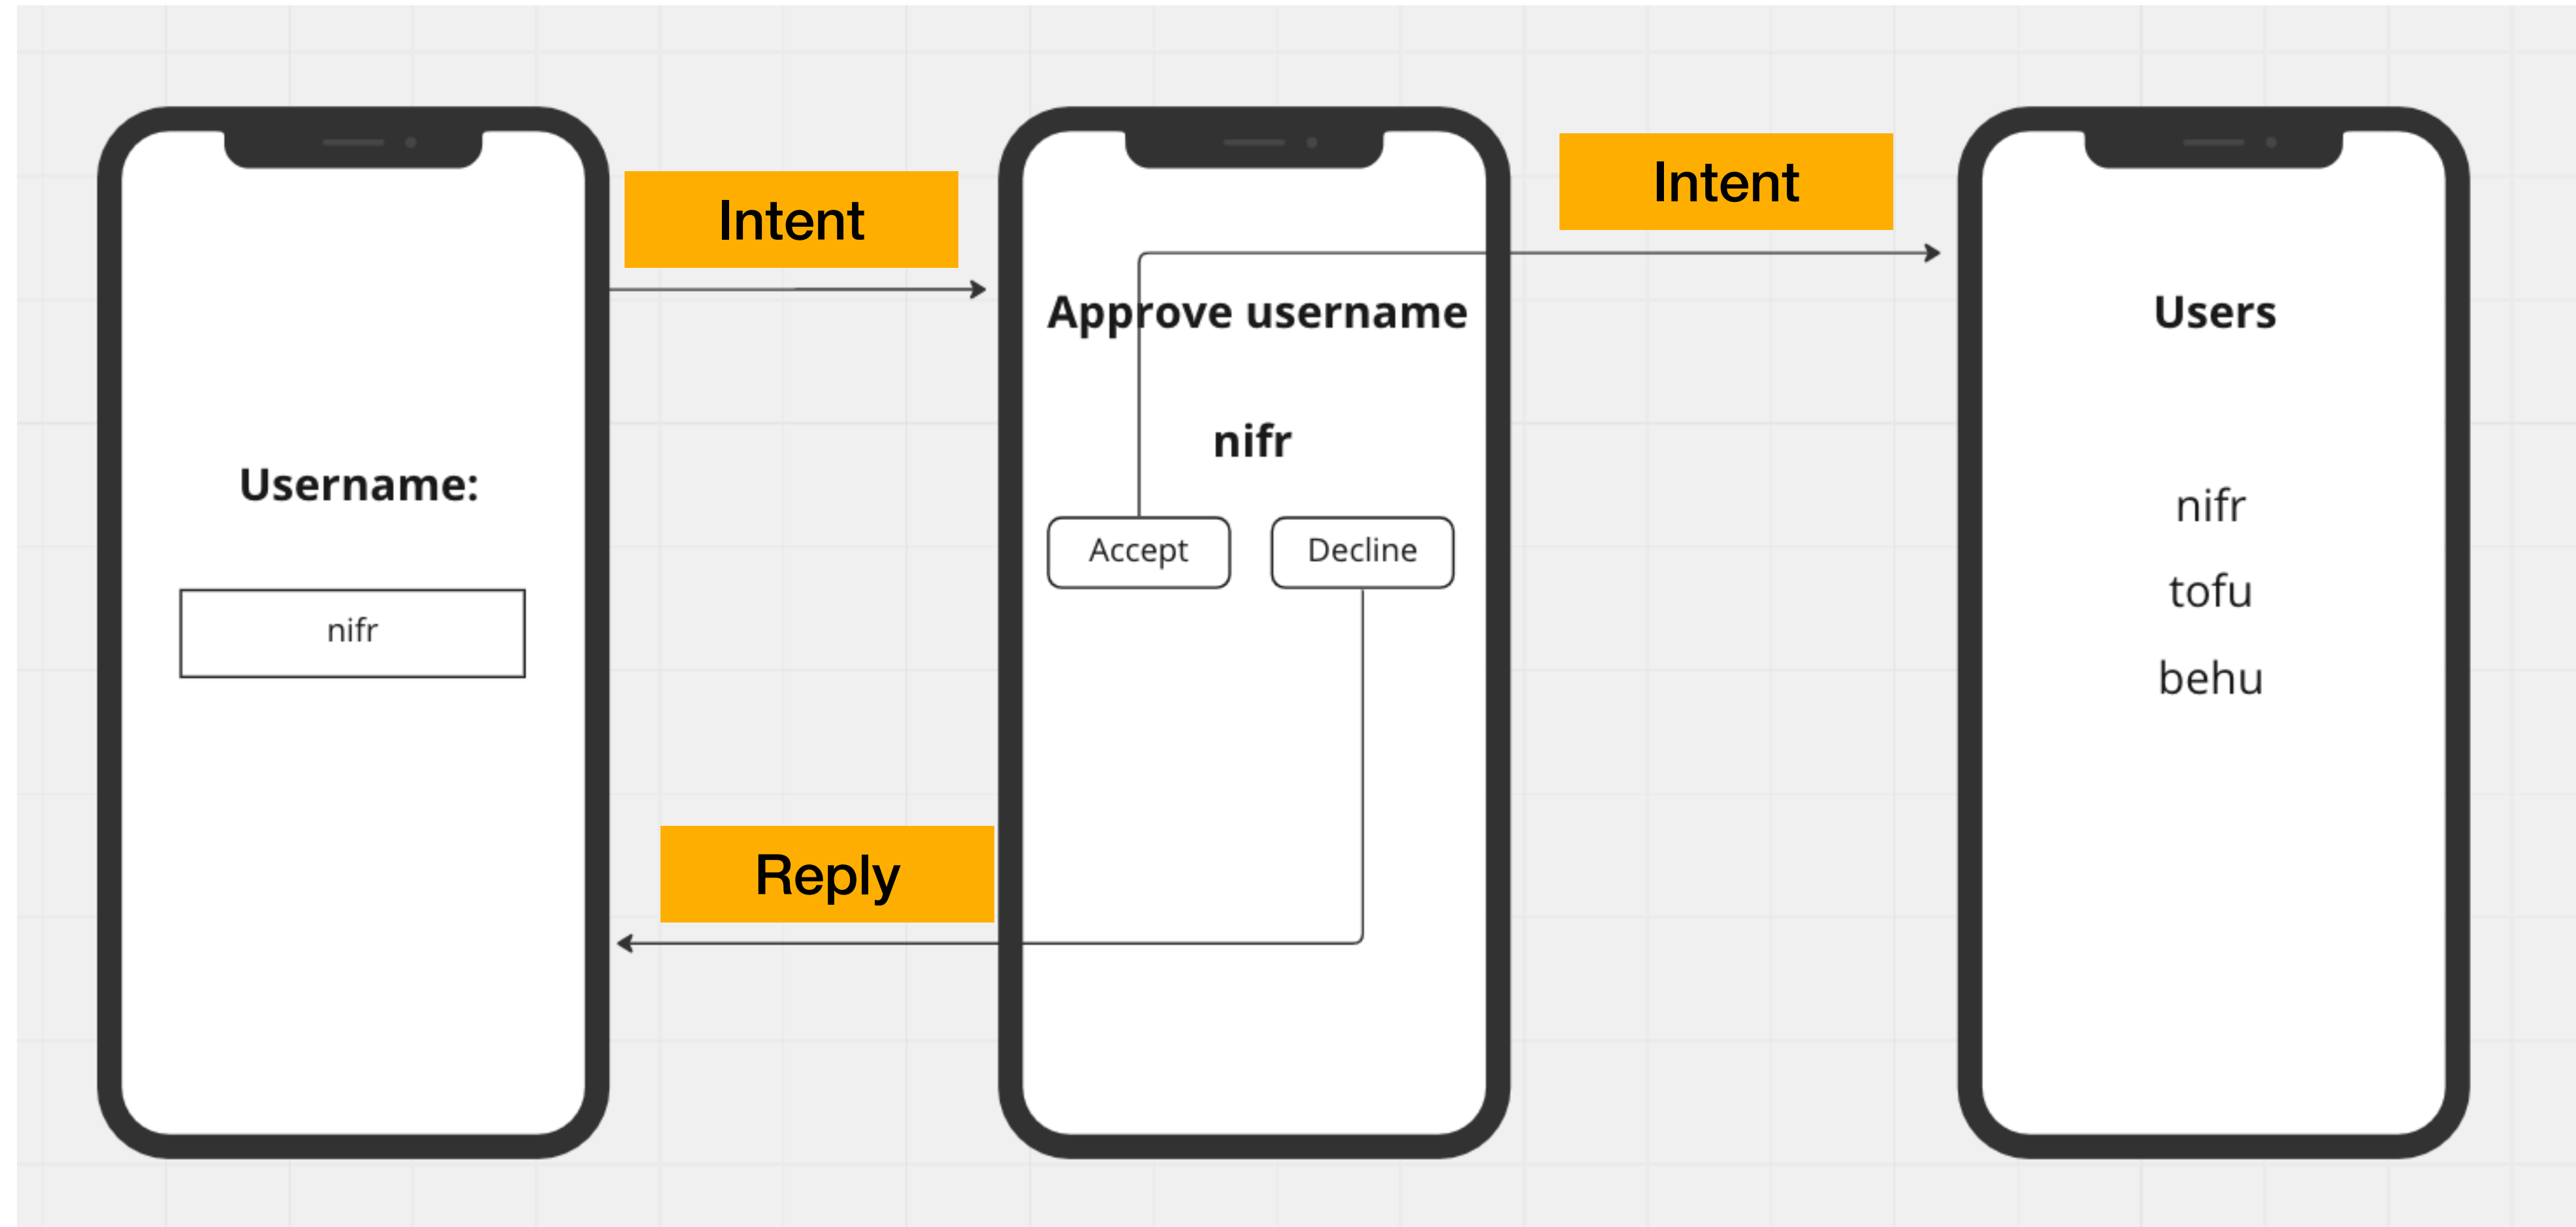 Username:
nifr
Intent
Approve username
nifr
Accept
Decline
Reply
Intent
Users
nifr
tofu
behu